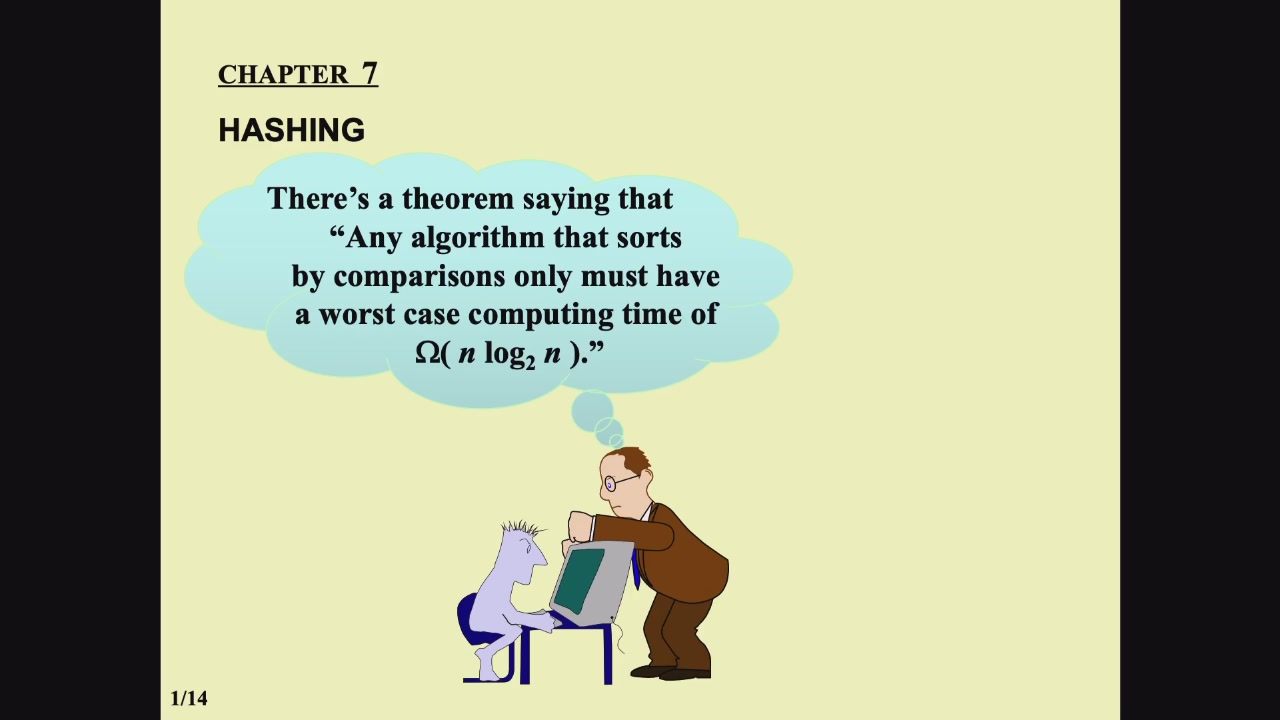 CHAPTER 7
HASHING
There’s a theorem saying that
“Any algorithm that sorts
by comparisons only must have
a worst case computing time of
Ω( n log₂ n ).”
1/14